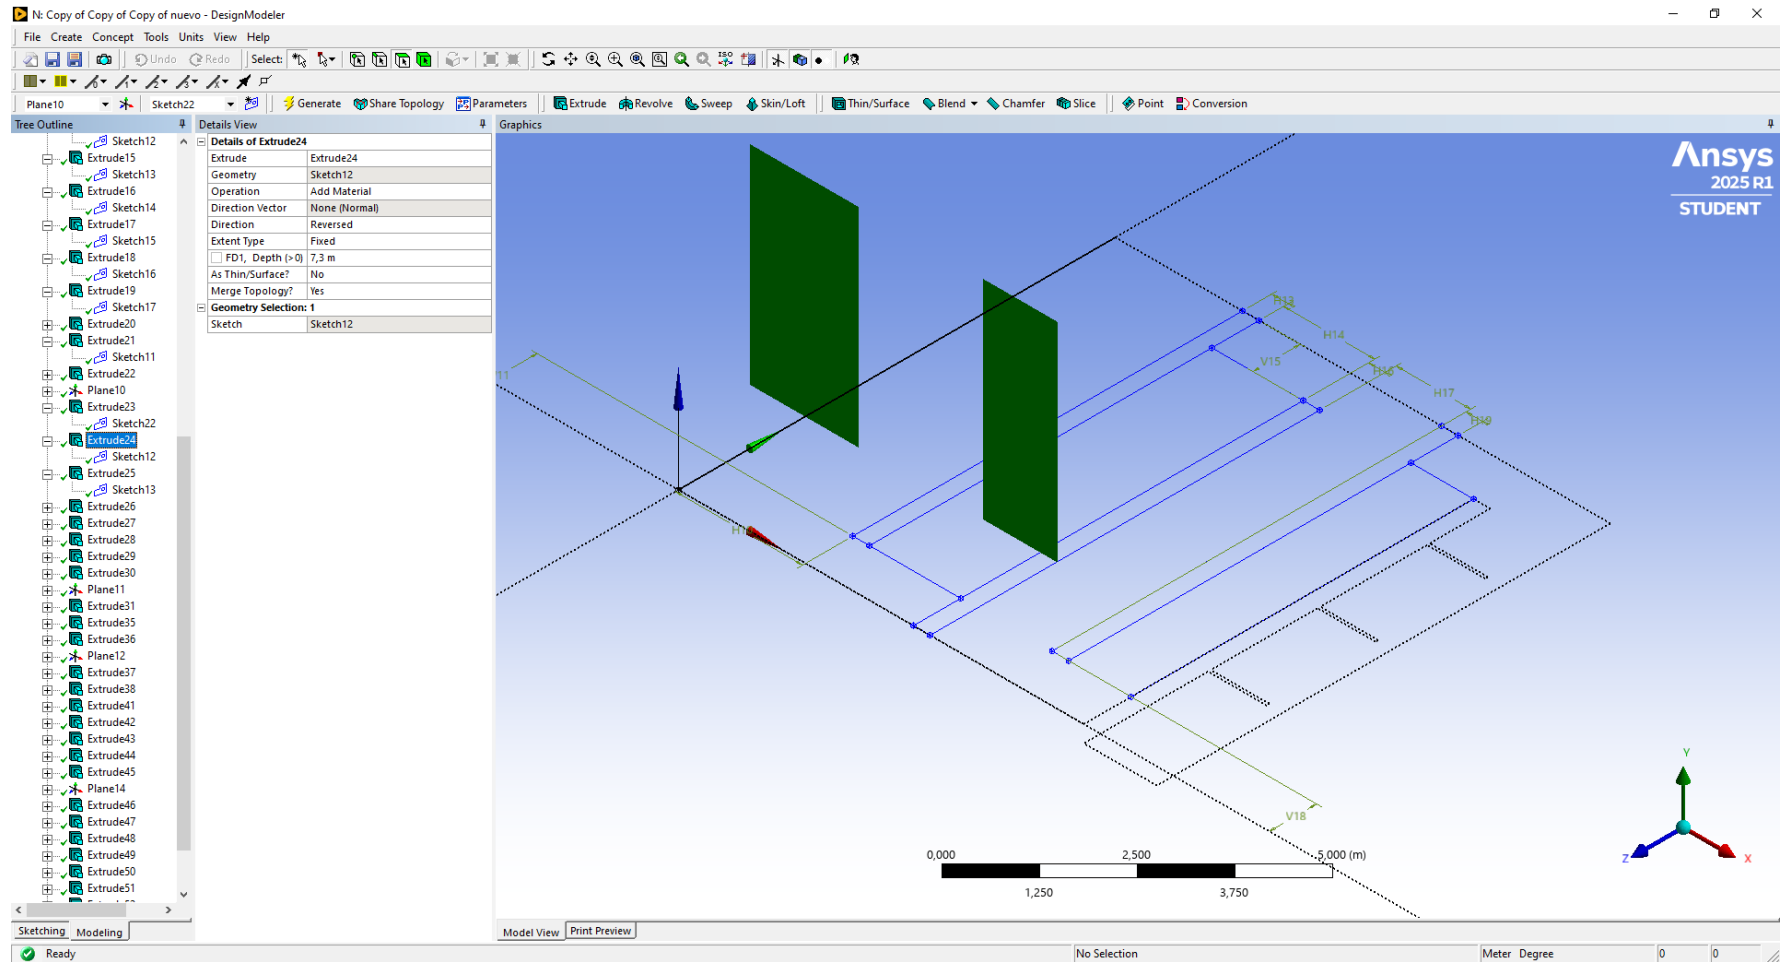 N: Copy of Copy of Copy of nuevo - DesignModeler
File Create Concept Tools Units View Help
Undo Redo Select:
Plane10 Sketch22 Generate Share Topology Parameters Extrude Revolve Sweep Skin/Loft Thin/Surface Blend Chamfer Slice Point Conversion
Tree Outline
Sketch12
Extrude15
Sketch13
Extrude16
Sketch14
Extrude17
Sketch15
Extrude18
Sketch16
Extrude19
Sketch17
Extrude20
Extrude21
Sketch11
Extrude22
Plane10
Extrude23
Sketch22
Extrude24
Sketch12
Extrude25
Sketch13
Extrude26
Extrude27
Extrude28
Extrude29
Extrude30
Plane11
Extrude31
Extrude35
Extrude36
Plane12
Extrude37
Extrude38
Extrude41
Extrude42
Extrude43
Extrude44
Extrude45
Plane14
Extrude46
Extrude47
Extrude48
Extrude49
Extrude50
Extrude51
Sketching Modeling
Details View
Details of Extrude24
Extrude Extrude24
Geometry Sketch12
Operation Add Material
Direction Vector None (Normal)
Direction Reversed
Extent Type Fixed
FD1, Depth (>0) 7,3 m
As Thin/Surface? No
Merge Topology? Yes
Geometry Selection: 1
Sketch Sketch12
Graphics
ISO
Ansys
2025 R1
STUDENT
H13
H14
V15
H17
V18
0,000 2,500 5,000 (m)
1,250 3,750
Y
Z X
Model View Print Preview
Ready No Selection Meter Degree 0 0